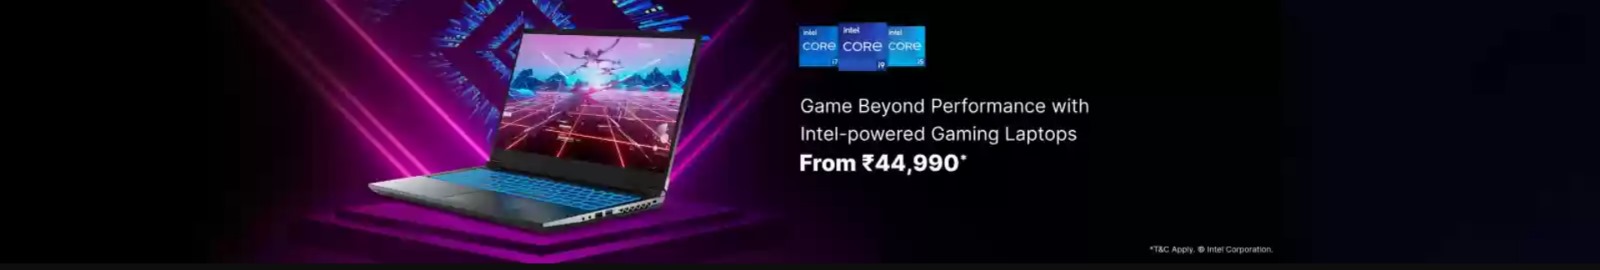 intel intel intel
CORE CORE CORE
i7 i9 i5
Game Beyond Performance with
Intel-powered Gaming Laptops
From ₹44,990*
*T&C Apply. © Intel Corporation.